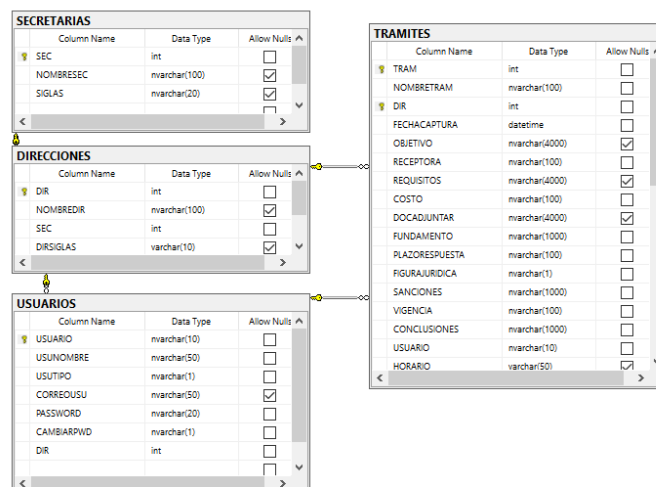 SECRETARIAS
Column Name Data Type Allow Nulls
SEC int
NOMBRESEC nvarchar(100)
SIGLAS nvarchar(20)
DIRECCIONES
Column Name Data Type Allow Nulls
DIR int
NOMBREDIR nvarchar(100)
SEC int
DIRSIGLAS varchar(10)
USUARIOS
Column Name Data Type Allow Nulls
USUARIO nvarchar(10)
USUNOMBRE nvarchar(50)
USUTIPO nvarchar(1)
CORREOUSU nvarchar(50)
PASSWORD nvarchar(20)
CAMBIARPWD nvarchar(1)
DIR int
TRAMITES
Column Name Data Type Allow Nulls
TRAM int
NOMBRETRAM nvarchar(100)
DIR int
FECHACAPTURA datetime
OBJETIVO nvarchar(4000)
RECEPTORA nvarchar(100)
REQUISITOS nvarchar(4000)
COSTO nvarchar(100)
DOCADJUNTAR nvarchar(4000)
FUNDAMENTO nvarchar(1000)
PLAZORESPUESTA nvarchar(100)
FIGURAJURIDICA nvarchar(1)
SANCIONES nvarchar(1000)
VIGENCIA nvarchar(100)
CONCLUSIONES nvarchar(1000)
USUARIO nvarchar(10)
HORARIO varchar(50)